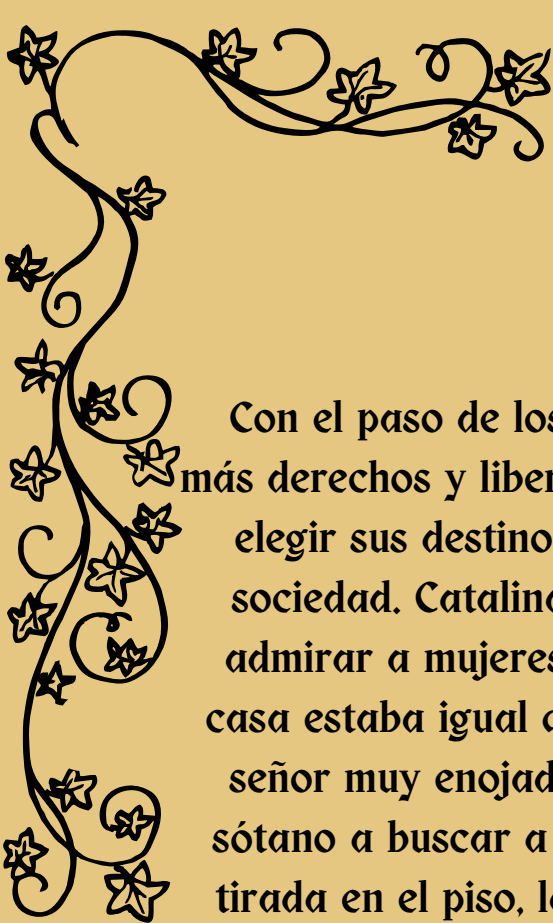 Con el paso de los
más derechos y liber
elegir sus destino
sociedad. Catalina
admirar a mujeres
casa estaba igual
señor muy enojad
sótano a buscar a
tirada en el piso, l